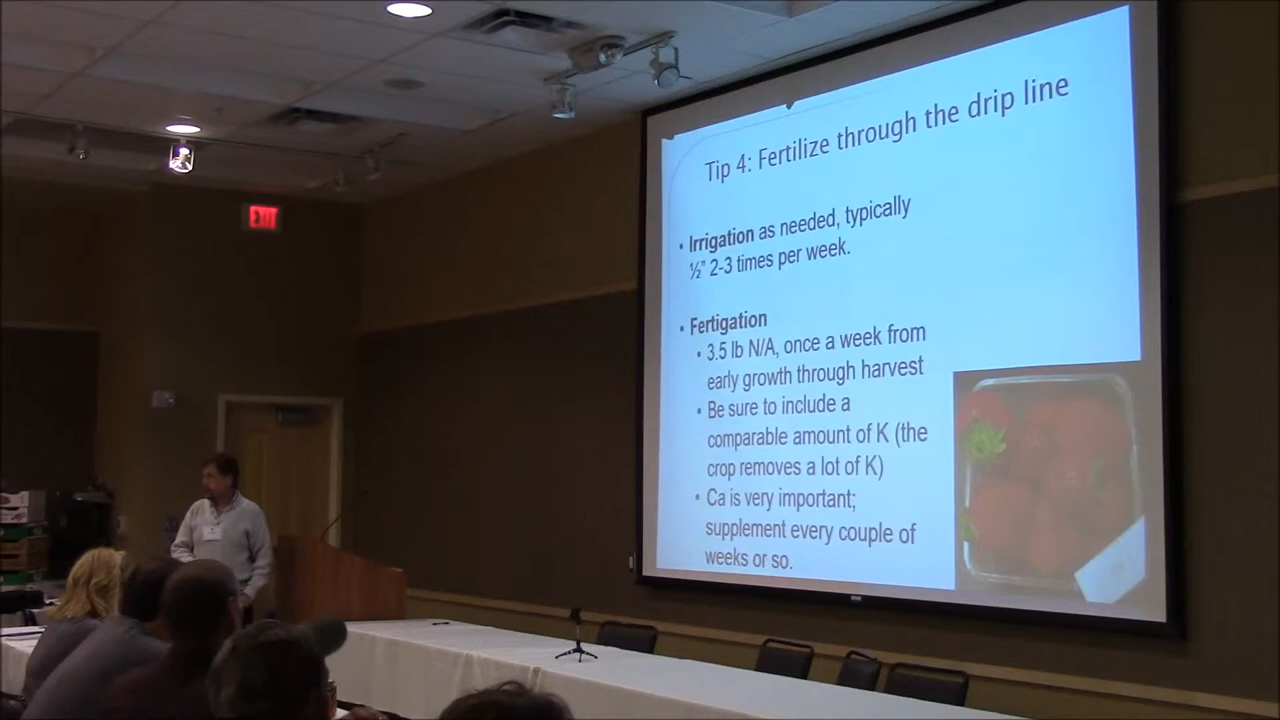 Tip 4: Fertilize through the drip line
• Irrigation as needed, typically
½" 2-3 times per week.
• Fertigation
• 3.5 lb N/A, once a week from
early growth through harvest
• Be sure to include a
comparable amount of K (the
crop removes a lot of K)
• Ca is very important;
supplement every couple of
weeks or so.
EXIT